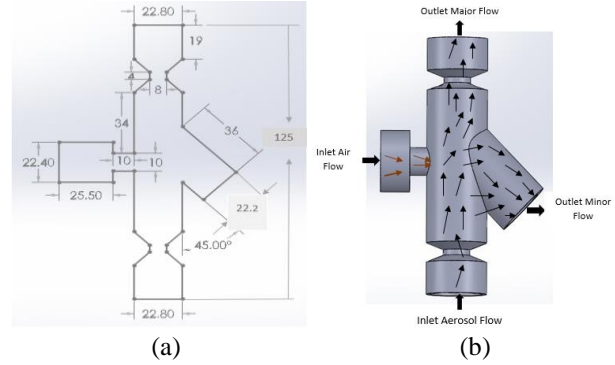 22.80
19
4
8
34
36
125
22.40
10
10
25.50
22.2
45.00°
22.80
(a)
Outlet Major Flow
Inlet Air
Flow
Outlet Minor
Flow
Inlet Aerosol Flow
(b)